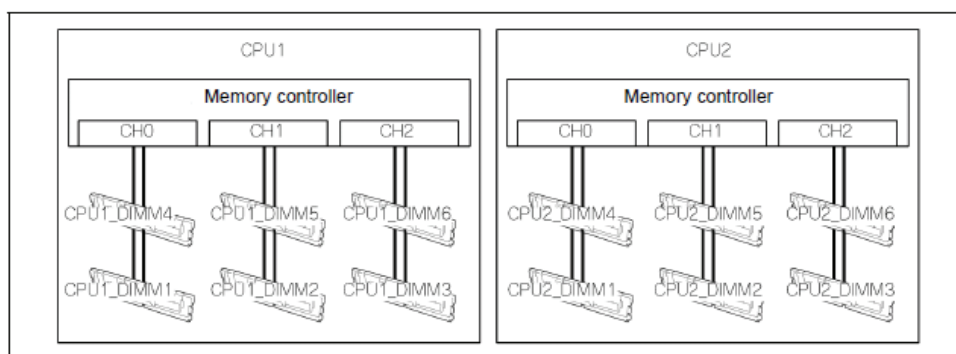 CPU1
Memory controller
CH0 CH1 CH2
CPU1_DIMM4 CPU1_DIMM5 CPU1_DIMM6
CPU1_DIMM1 CPU1_DIMM2 CPU1_DIMM3
CPU2
Memory controller
CH0 CH1 CH2
CPU2_DIMM4 CPU2_DIMM5 CPU2_DIMM6
CPU2_DIMM1 CPU2_DIMM2 CPU2_DIMM3